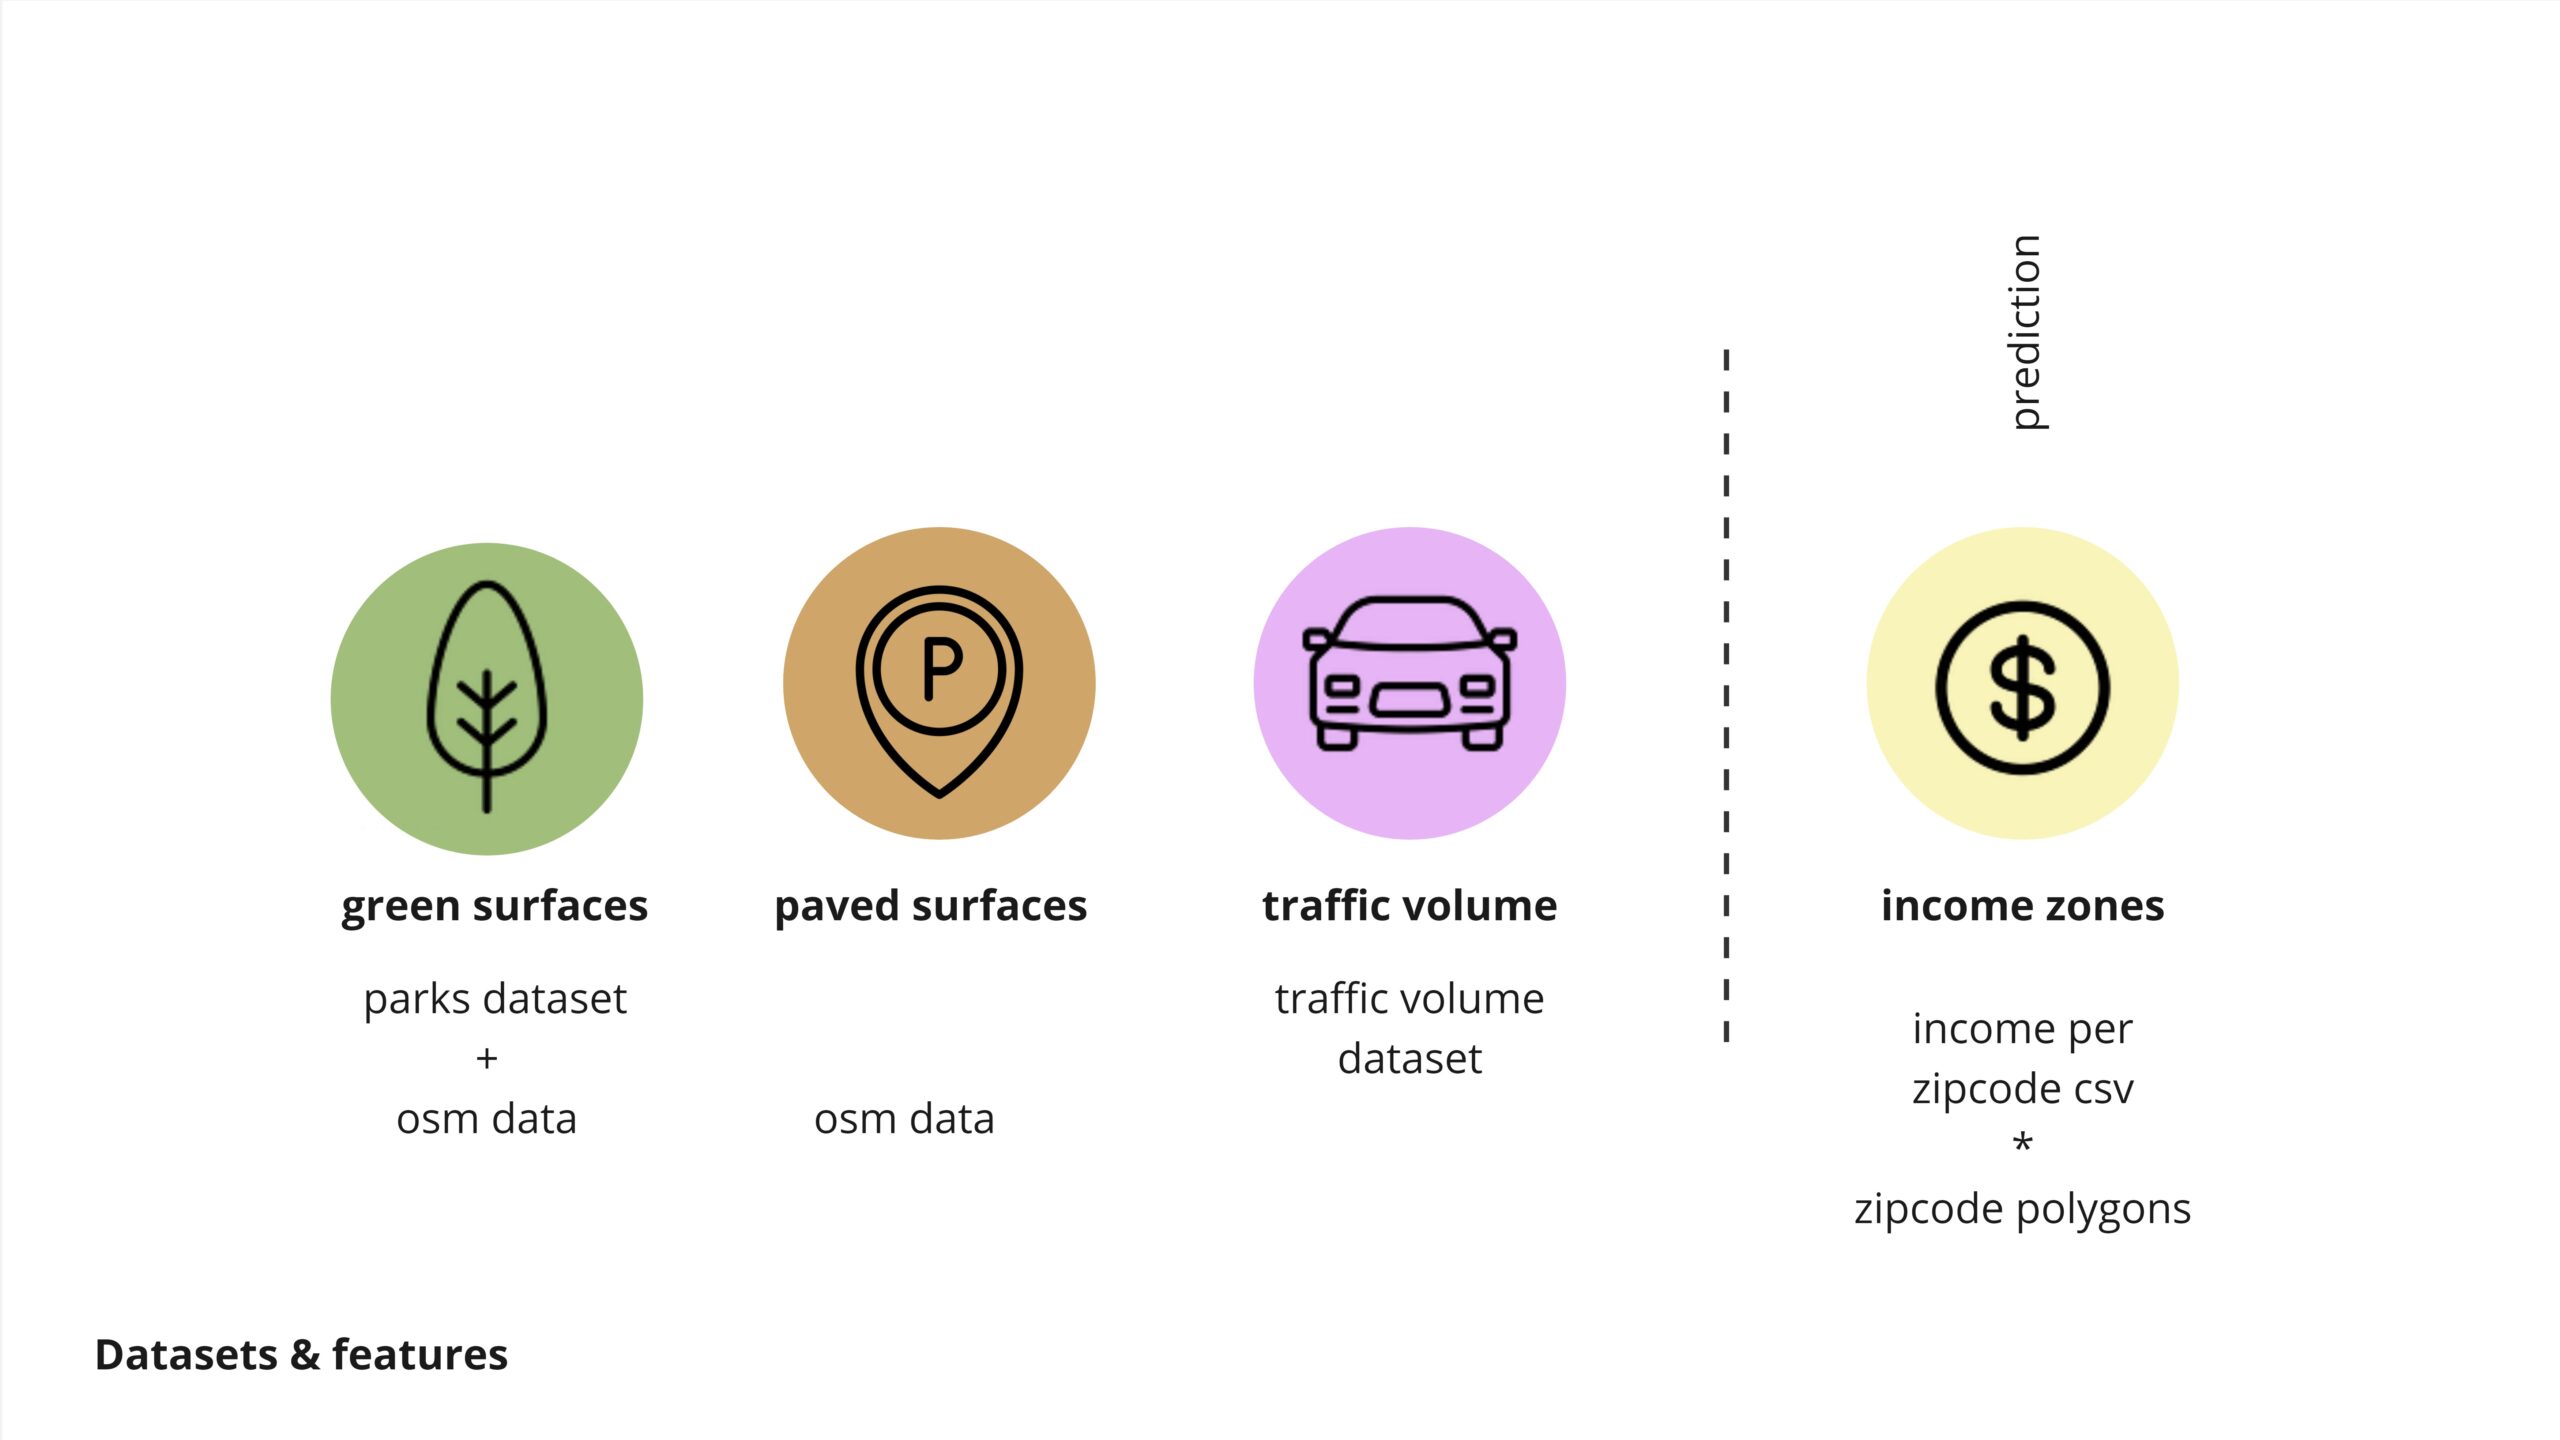 prediction
P
$
green surfaces
parks dataset
+
osm data
paved surfaces
osm data
traffic volume
traffic volume
dataset
income zones
income per
zipcode csv
*
zipcode polygons
Datasets & features